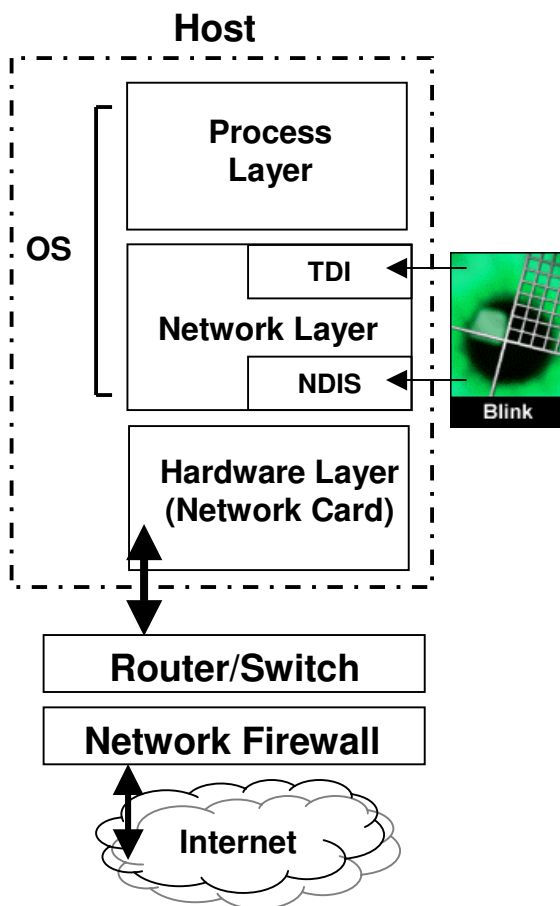 Host
Process
Layer
OS
TDI
Network Layer
NDIS
Blink
Hardware Layer
(Network Card)
Router/Switch
Network Firewall
Internet